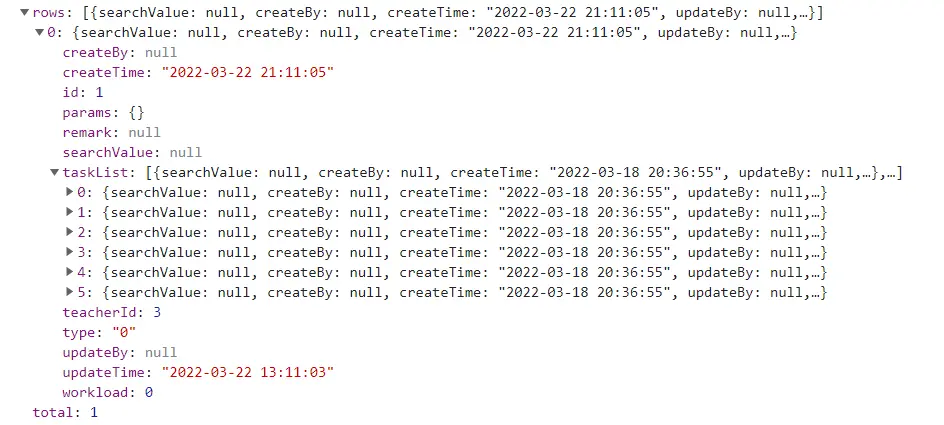 rows: [{searchValue: null, createBy: null, createTime: "2022-03-22 21:11:05", updateBy: null,…}]
0: {searchValue: null, createBy: null, createTime: "2022-03-22 21:11:05", updateBy: null,…}
createBy: null
createTime: "2022-03-22 21:11:05"
id: 1
params: {}
remark: null
searchValue: null
taskList: [{searchValue: null, createBy: null, createTime: "2022-03-18 20:36:55", updateBy: null,…},…]
0: {searchValue: null, createBy: null, createTime: "2022-03-18 20:36:55", updateBy: null,…}
1: {searchValue: null, createBy: null, createTime: "2022-03-18 20:36:55", updateBy: null,…}
2: {searchValue: null, createBy: null, createTime: "2022-03-18 20:36:55", updateBy: null,…}
3: {searchValue: null, createBy: null, createTime: "2022-03-18 20:36:55", updateBy: null,…}
4: {searchValue: null, createBy: null, createTime: "2022-03-18 20:36:55", updateBy: null,…}
5: {searchValue: null, createBy: null, createTime: "2022-03-18 20:36:55", updateBy: null,…}
teacherId: 3
type: "0"
updateBy: null
updateTime: "2022-03-22 13:11:03"
workload: 0
total: 1